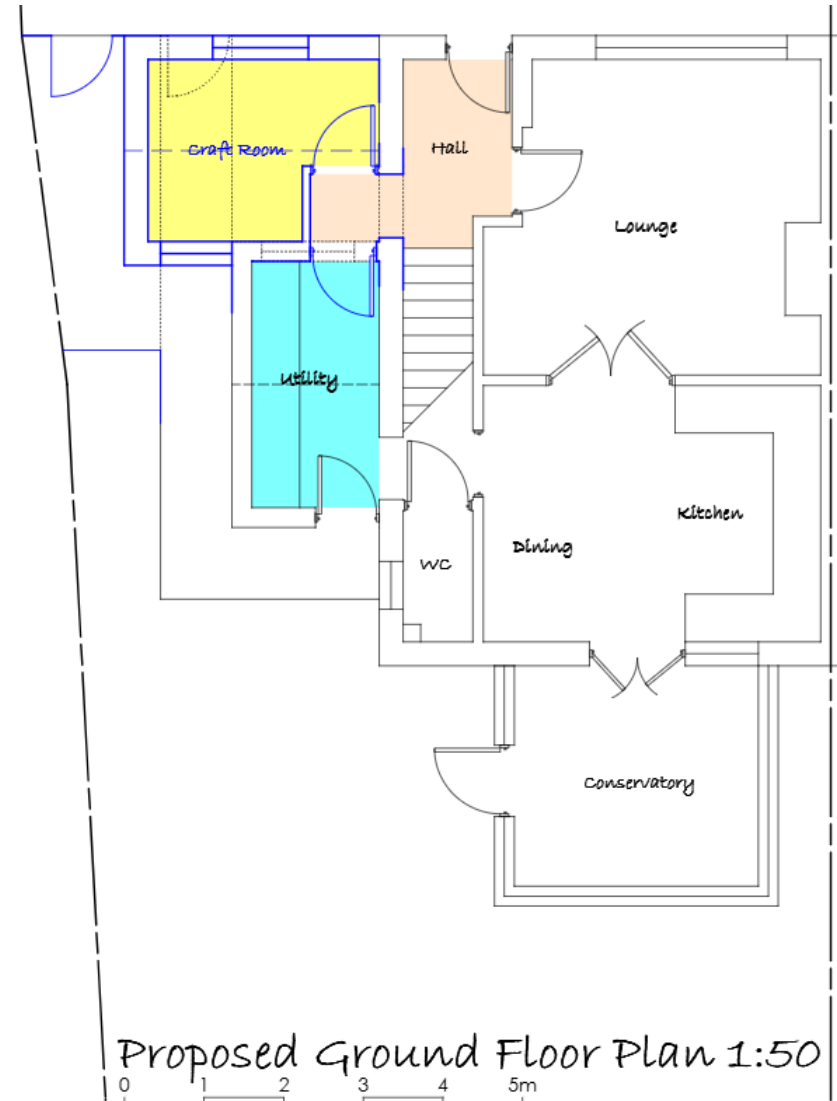 Craft Room
Hall
Lounge
Utility
Kitchen
Dining
WC
Conservatory
Proposed Ground Floor Plan 1:50
0 1 2 3 4 5m